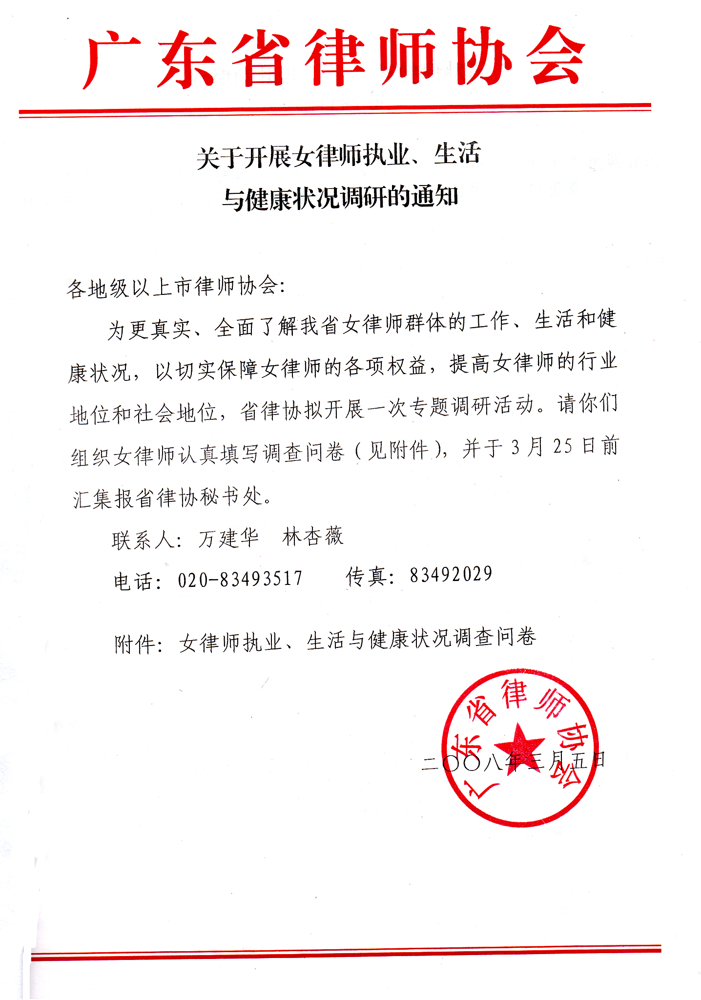 广东省律师协会
关于开展女律师执业、生活
与健康状况调研的通知
各地级以上市律师协会：
为更真实、全面了解我省女律师群体的工作、生活和健
康状况，以切实保障女律师的各项权益，提高女律师的行业
地位和社会地位，省律协拟开展一次专题调研活动。请你们
组织女律师认真填写调查问卷（见附件），并于3月25日前
汇集报省律协秘书处。
联系人：万建华 林杏薇
电话：020-83493517 传真：83492029
附件：女律师执业、生活与健康状况调查问卷
广东省律师协会
二〇〇八年三月五日